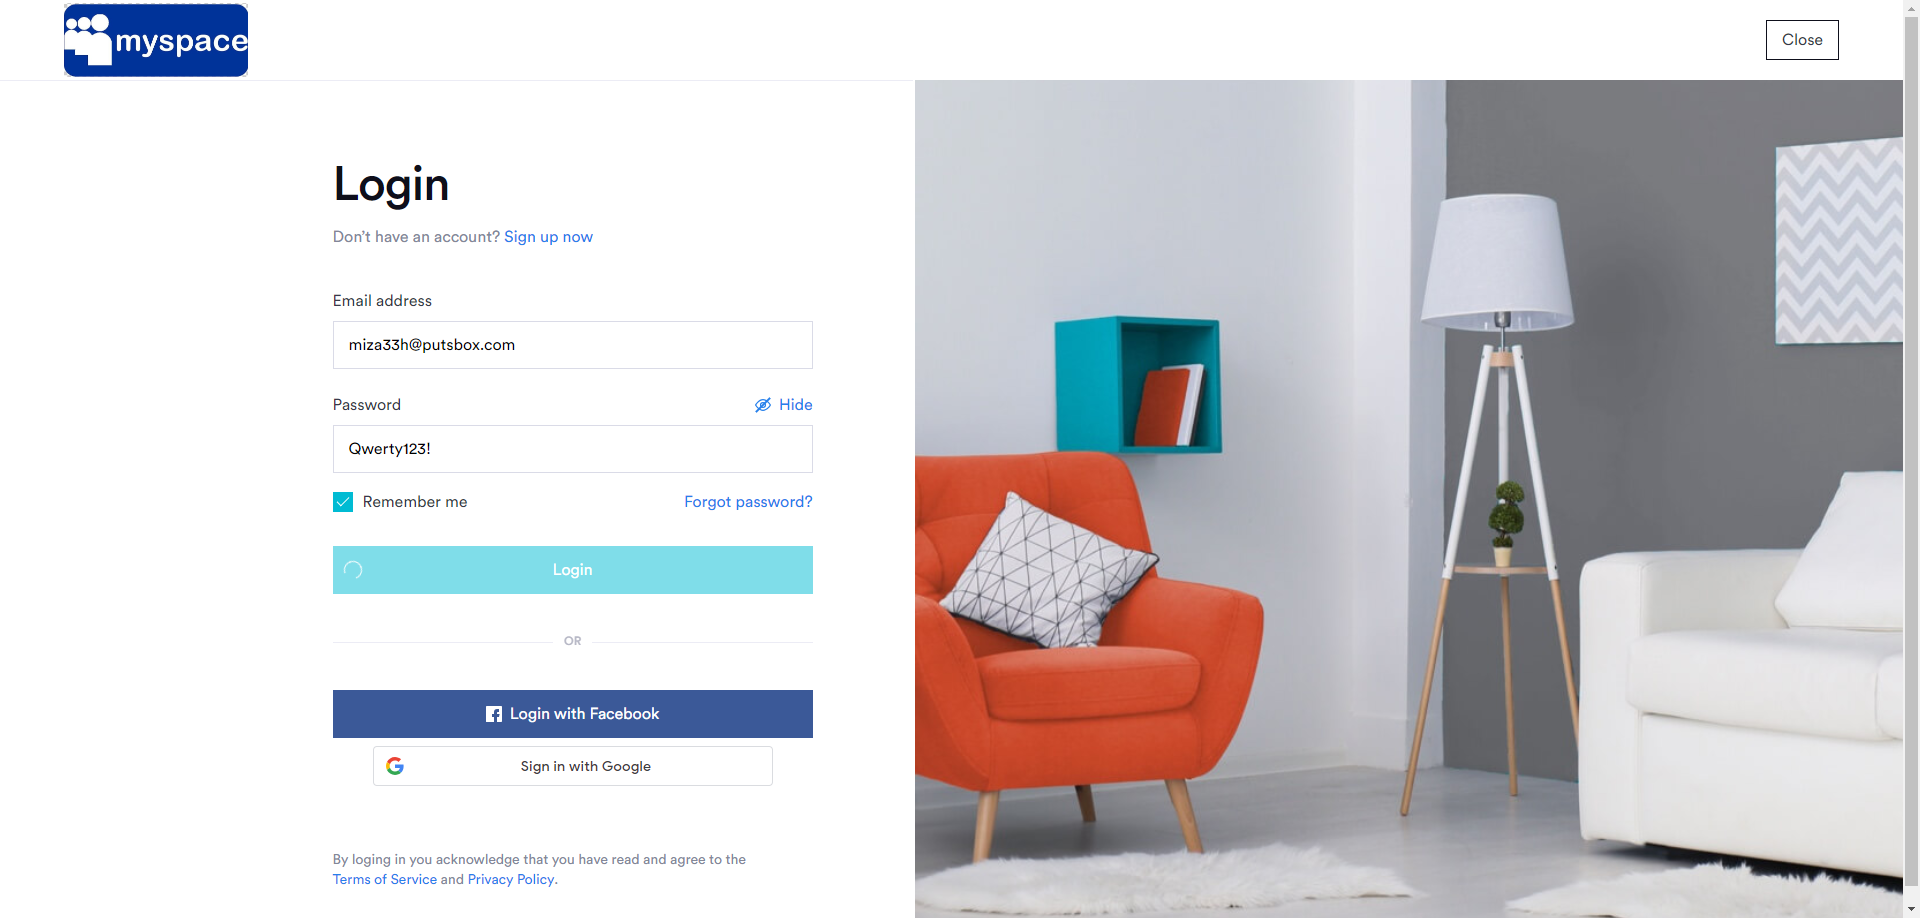 myspace
Close
Login
Don’t have an account? Sign up now
Email address
miza33h@putsbox.com
Password
Hide
Qwerty123!
Remember me
Forgot password?
Login
OR
Login with Facebook
Sign in with Google
By loging in you acknowledge that you have read and agree to the
Terms of Service and Privacy Policy.